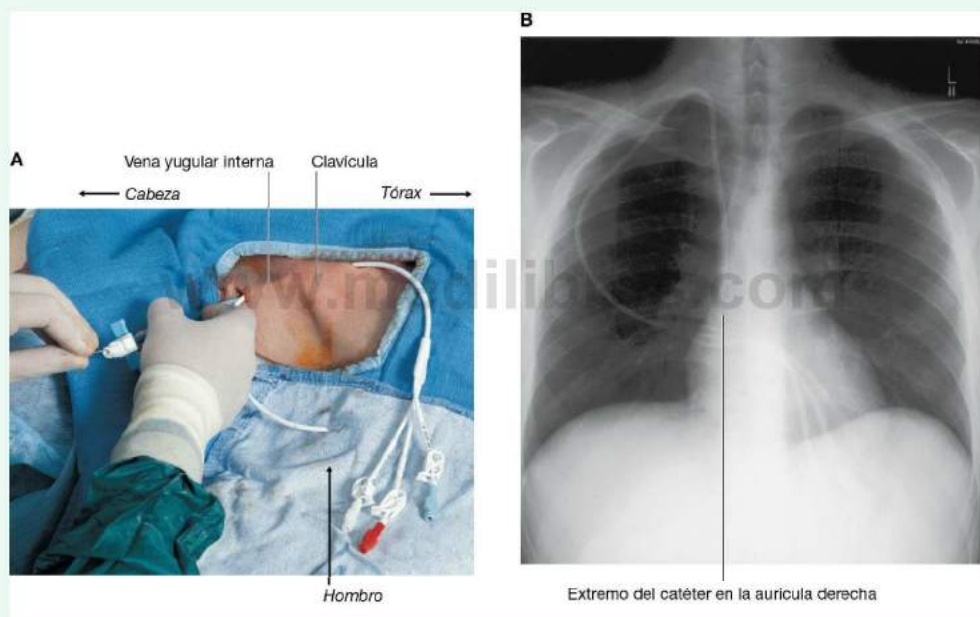 A
Vena yugular interna
Clavícula
Cabeza
Tórax
Hombro
B
L
Extremo del catéter en la aurícula derecha